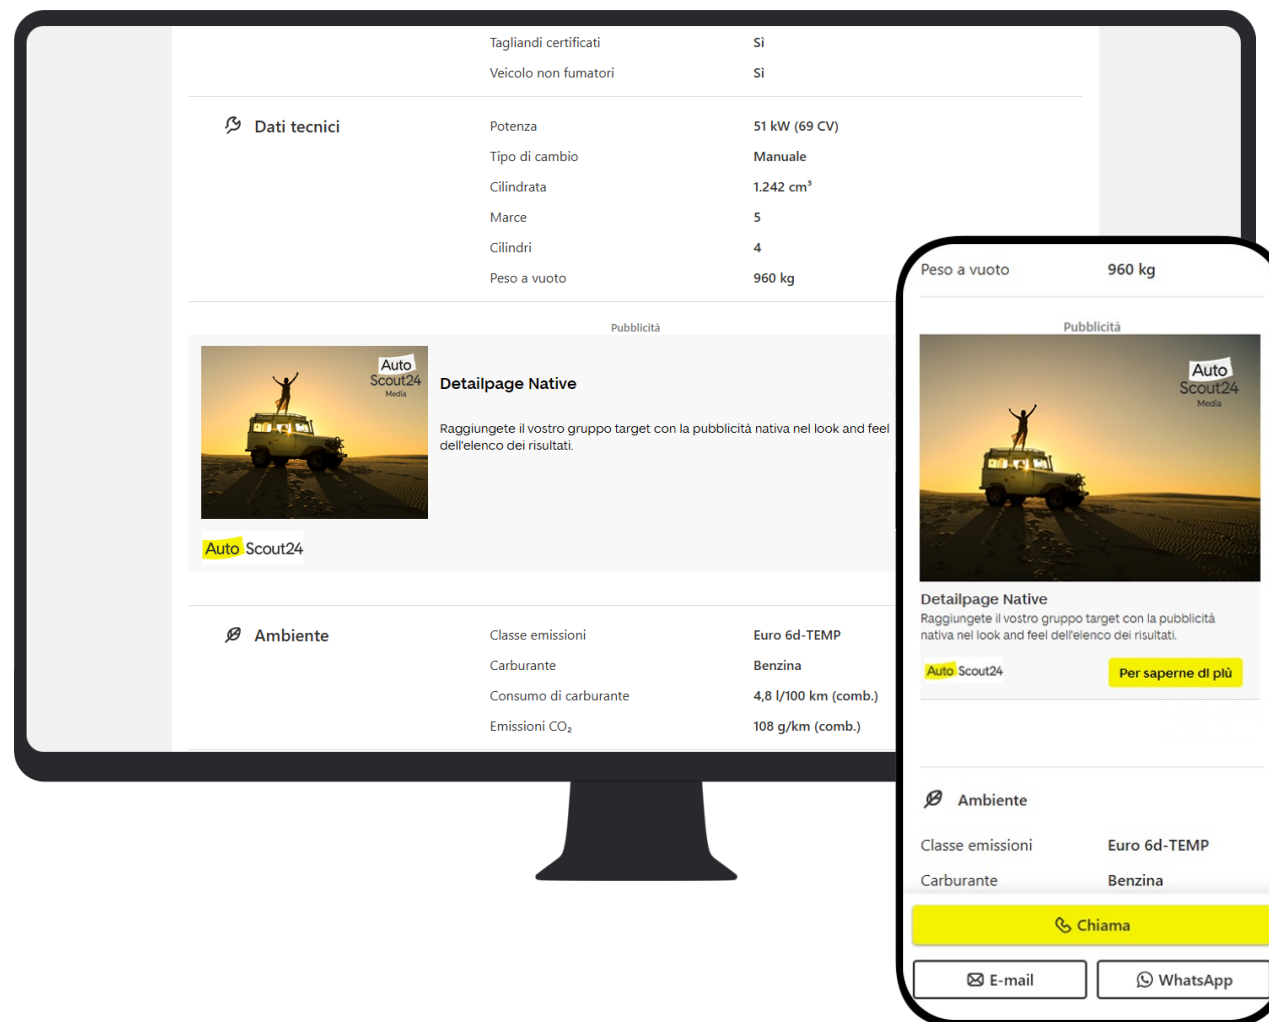 Tagliandi certificati Sì
Veicolo non fumatori Sì
Dati tecnici
Potenza 51 kW (69 CV)
Tipo di cambio Manuale
Cilindrata 1.242 cm³
Marce 5
Cilindri 4
Peso a vuoto 960 kg
Pubblicità
Auto
Scout24
Media
Detailpage Native
Raggiungete il vostro gruppo target con la pubblicità nativa nel look and feel
dell'elenco dei risultati.
Auto Scout24
Ambiente
Classe emissioni Euro 6d-TEMP
Carburante Benzina
Consumo di carburante 4,8 l/100 km (comb.)
Emissioni CO₂ 108 g/km (comb.)
Peso a vuoto 960 kg
Pubblicità
Auto
Scout24
Media
Detailpage Native
Raggiungete il vostro gruppo target con la pubblicità
nativa nel look and feel dell'elenco dei risultati.
Auto Scout24
Per saperne di più
Ambiente
Classe emissioni Euro 6d-TEMP
Carburante Benzina
Chiama
E-mail
WhatsApp